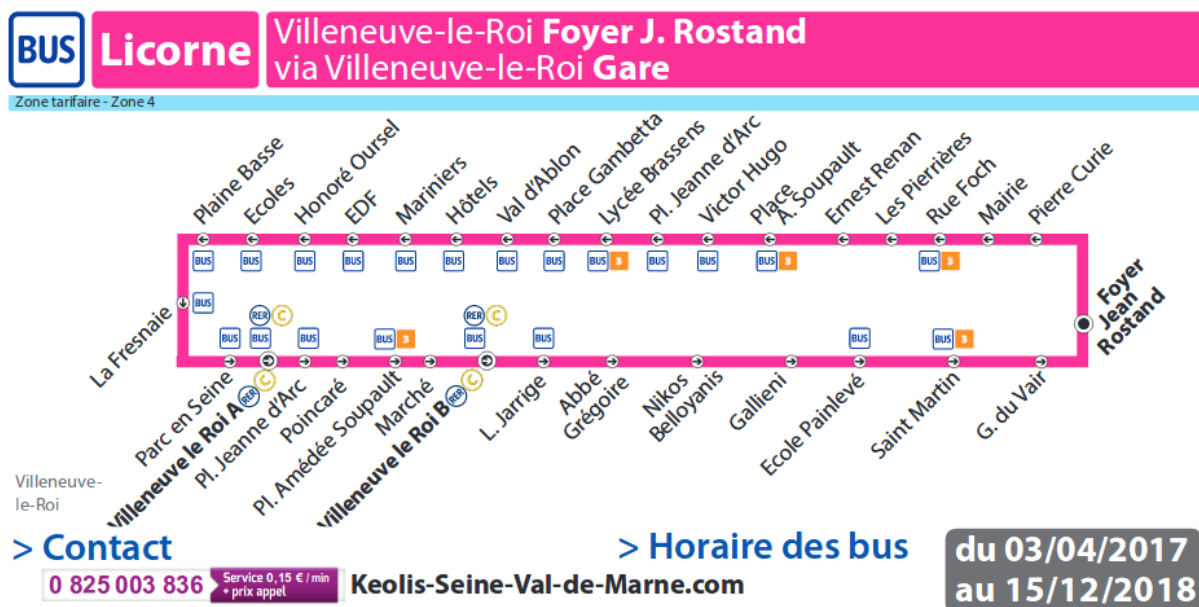 BUS Licorne Villeneuve-le-Roi Foyer J. Rostand
via Villeneuve-le-Roi Gare
Zone tarifaire - Zone 4
Plaine Basse
Ecoles
Honoré Oursel
EDF
Mariniers
Hôtels
Val d'Ablon
Place Gambetta
Lycée Brassens
Pl. Jeanne d'Arc
Victor Hugo
Place
A. Soupault
Ernest Renan
Les Pierrières
Rue Foch
Mairie
Pierre Curie
BUS BUS BUS BUS BUS BUS BUS BUS BUS 3 BUS BUS BUS 3 BUS 3
Foyer
Jean
Rostand
BUS
La Fresnaie
RER C RER C
BUS BUS BUS BUS 3 BUS BUS BUS BUS 3
Parc en Seine
Villeneuve le Roi A RER C
Pl. Jeanne d'Arc
Poincaré
Pl. Amédée Soupault
Marché
Villeneuve le Roi B RER C
L. Jarrige
Abbé
Grégoire
Nikos
Belloyanis
Gallieni
Ecole Painlevé
Saint Martin
G. du Vair
Villeneuve-
le-Roi
> Contact
> Horaire des bus
du 03/04/2017
au 15/12/2018
0 825 003 836
Service 0,15 € / min
+ prix appel
Keolis-Seine-Val-de-Marne.com